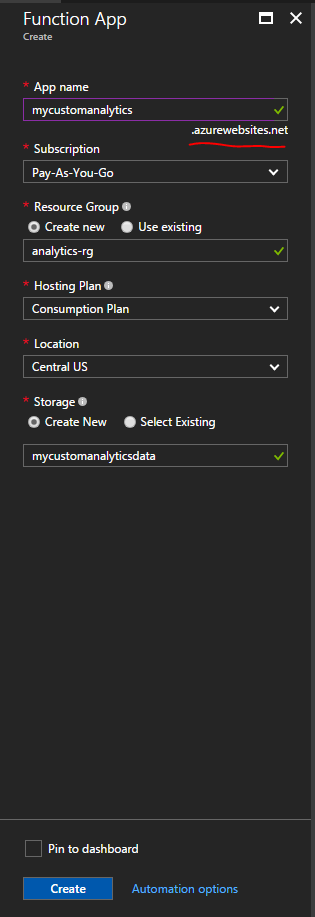 Function App
Create
* App name
mycustomanalytics
.azurewebsites.net
* Subscription
Pay-As-You-Go
* Resource Group
Create new Use existing
analytics-rg
* Hosting Plan
Consumption Plan
* Location
Central US
* Storage
Create New Select Existing
mycustomanalyticsdata
Pin to dashboard
Create Automation options